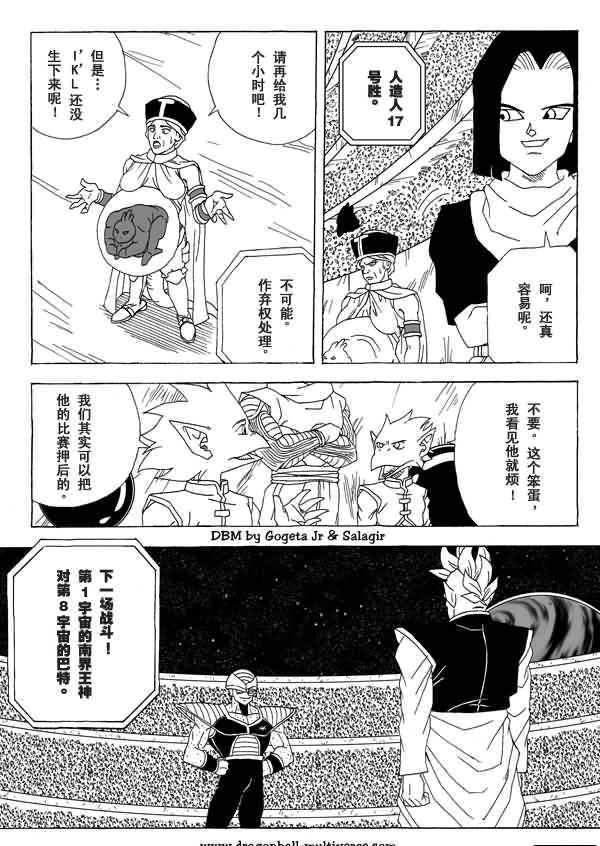 人造人 17
号胜。
呵，还真
容易呢。
请再给我几
个小时吧！
但是…
I'KL 还没
生下来呢！
不可能。
作弃权处理。
我们其实可以把
他的比赛押后的。
不要。这个笨蛋，
我看见他就烦！
DBM by Gogeta Jr & Salagir
下一场战斗！
第 1 宇宙的南界王神
对第 8 宇宙的巴特。
www.dragonball-multiverse.com